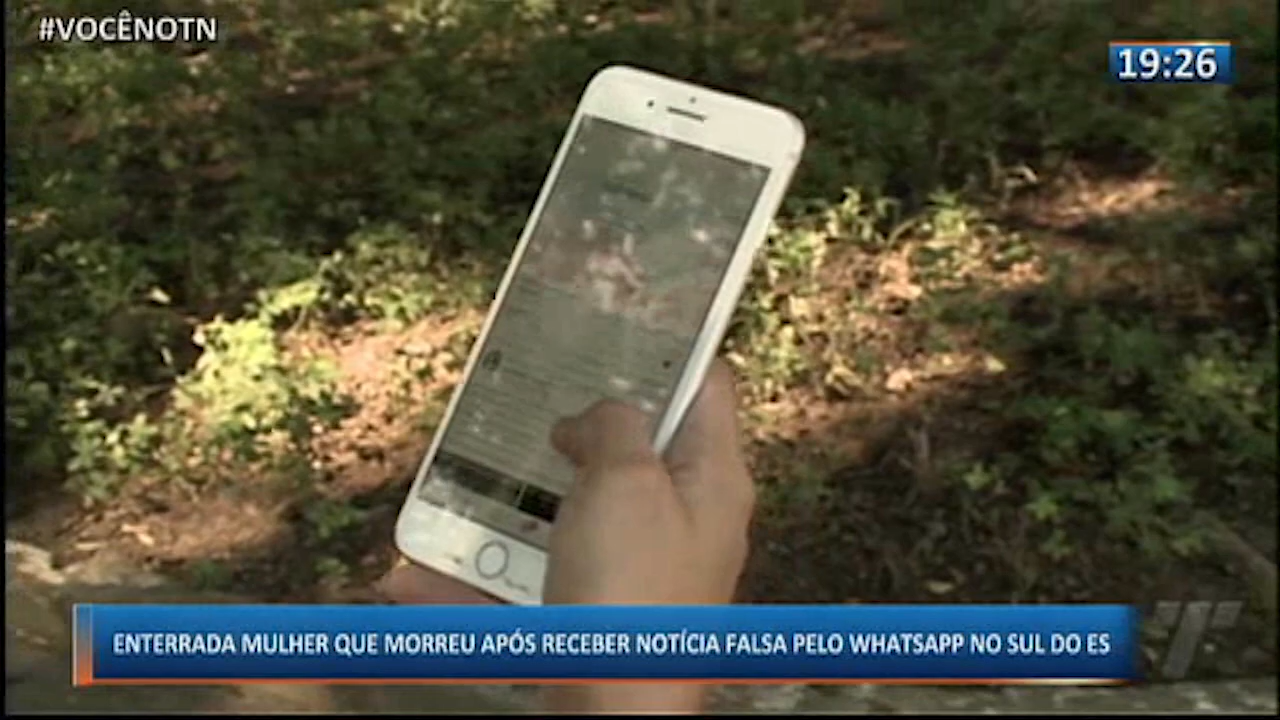 #VOCÊNOTN
19:26
ENTERRADA MULHER QUE MORREU APÓS RECEBER NOTÍCIA FALSA PELO WHATSAPP NO SUL DO ES